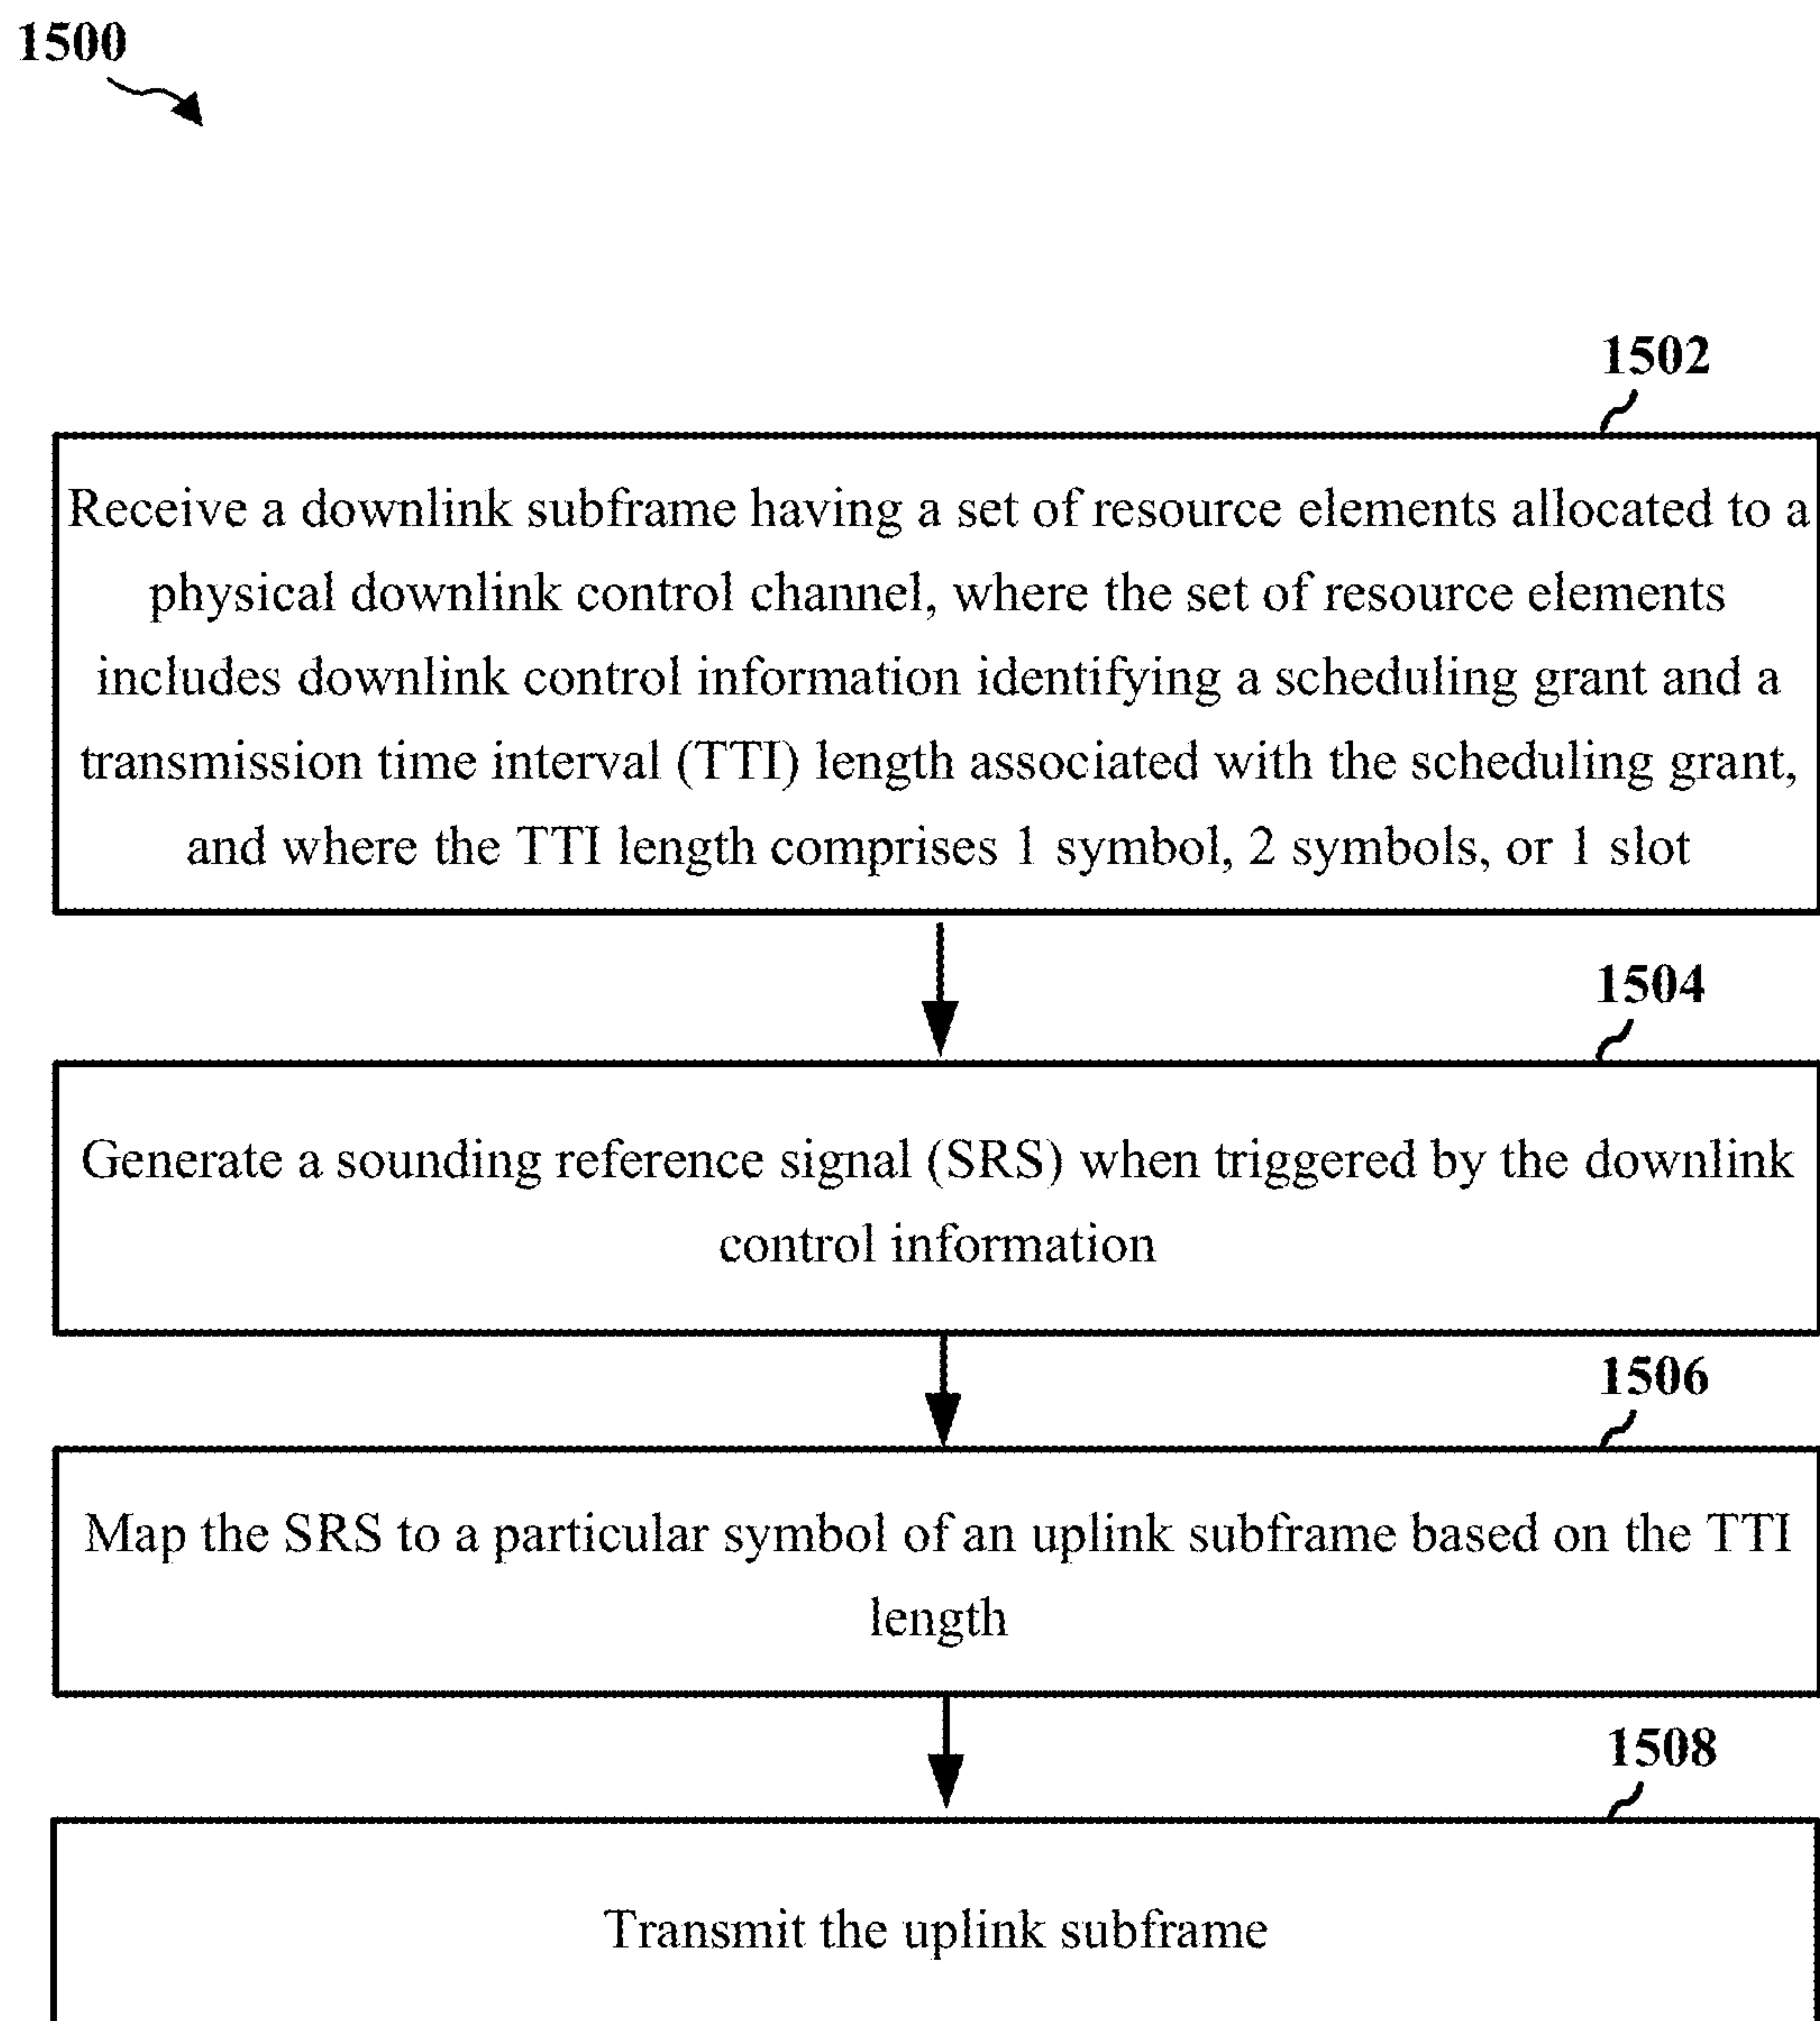 1500
1502
Receive a downlink subframe having a set of resource elements allocated to a
physical downlink control channel, where the set of resource elements
includes downlink control information identifying a scheduling grant and a
transmission time interval (TTI) length associated with the scheduling grant,
and where the TTI length comprises 1 symbol, 2 symbols, or 1 slot
1504
Generate a sounding reference signal (SRS) when triggered by the downlink
control information
1506
Map the SRS to a particular symbol of an uplink subframe based on the TTI
length
1508
Transmit the uplink subframe